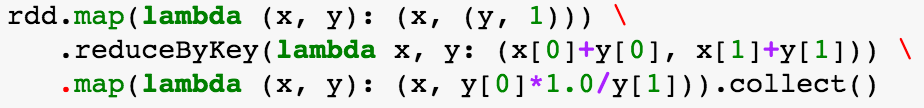 rdd.map(lambda (x, y): (x, (y, 1))) \
.reduceByKey(lambda x, y: (x[0]+y[0], x[1]+y[1])) \
.map(lambda (x, y): (x, y[0]*1.0/y[1])).collect()